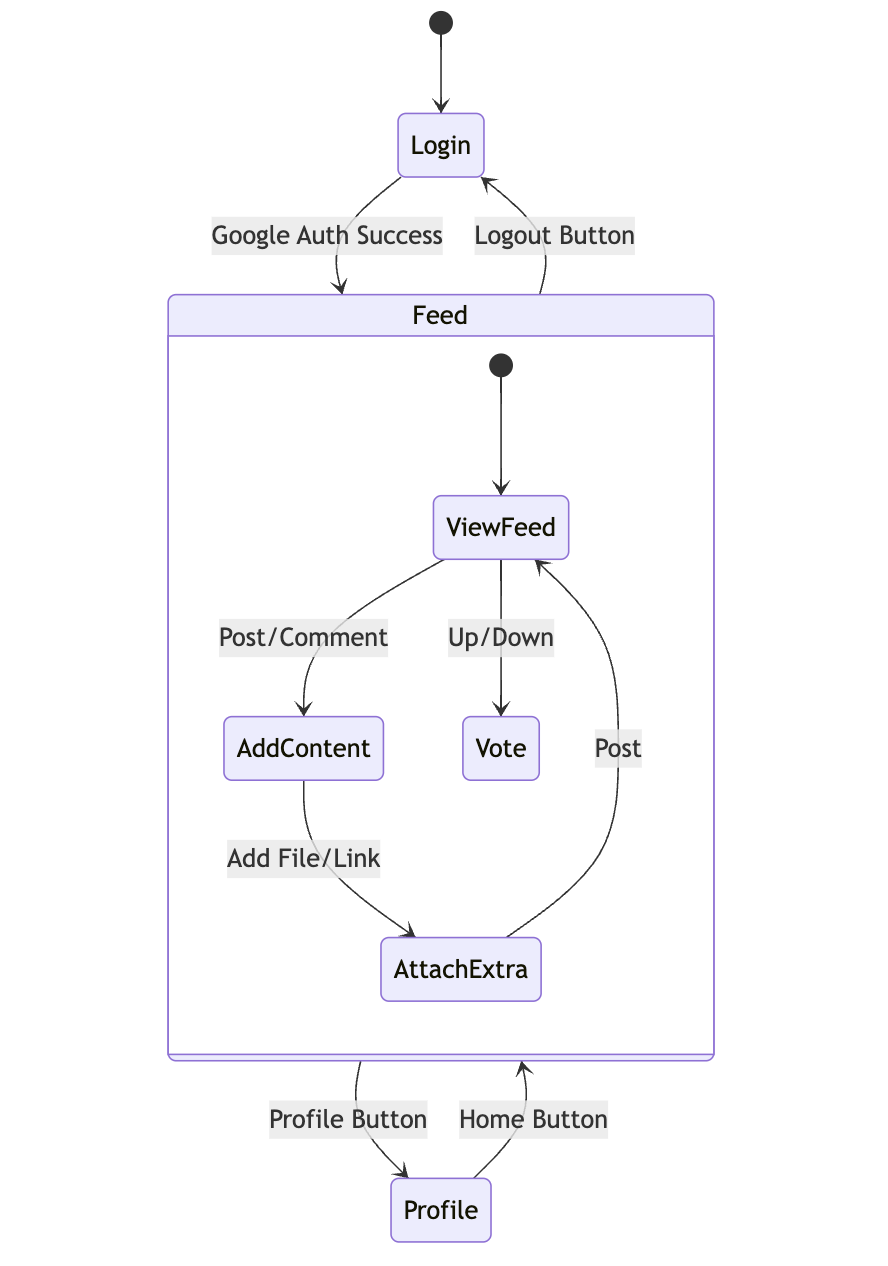 Login
Google Auth Success
Logout Button
Feed
ViewFeed
Post/Comment
Up/Down
AddContent
Vote
Post
Add File/Link
AttachExtra
Profile Button
Home Button
Profile